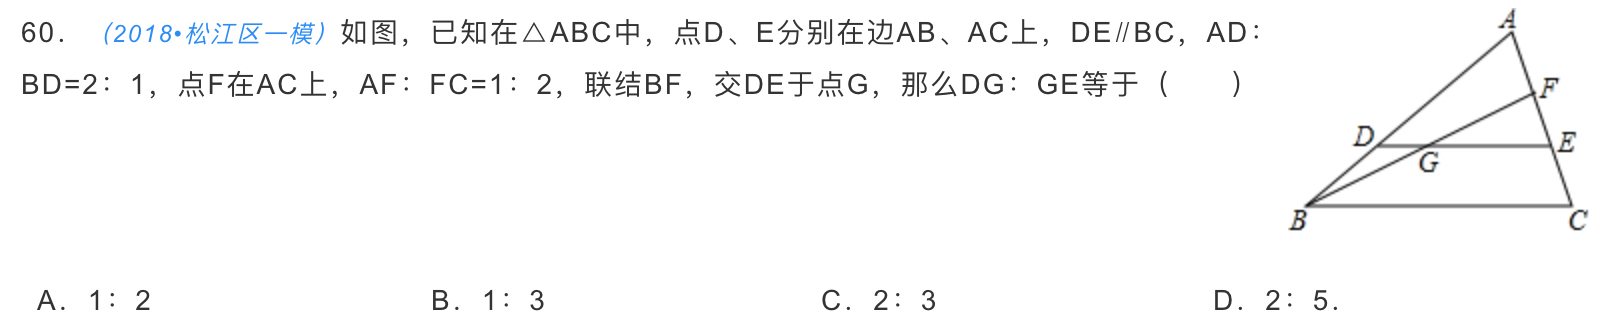 60. （2018•松江区一模）如图，已知在△ABC中，点D、E分别在边AB、AC上，DE∥BC，AD：
BD=2：1，点F在AC上，AF：FC=1：2，联结BF，交DE于点G，那么DG：GE等于（　　）
A
F
D
E
G
B
C
A. 1：2 B. 1：3 C. 2：3 D. 2：5.